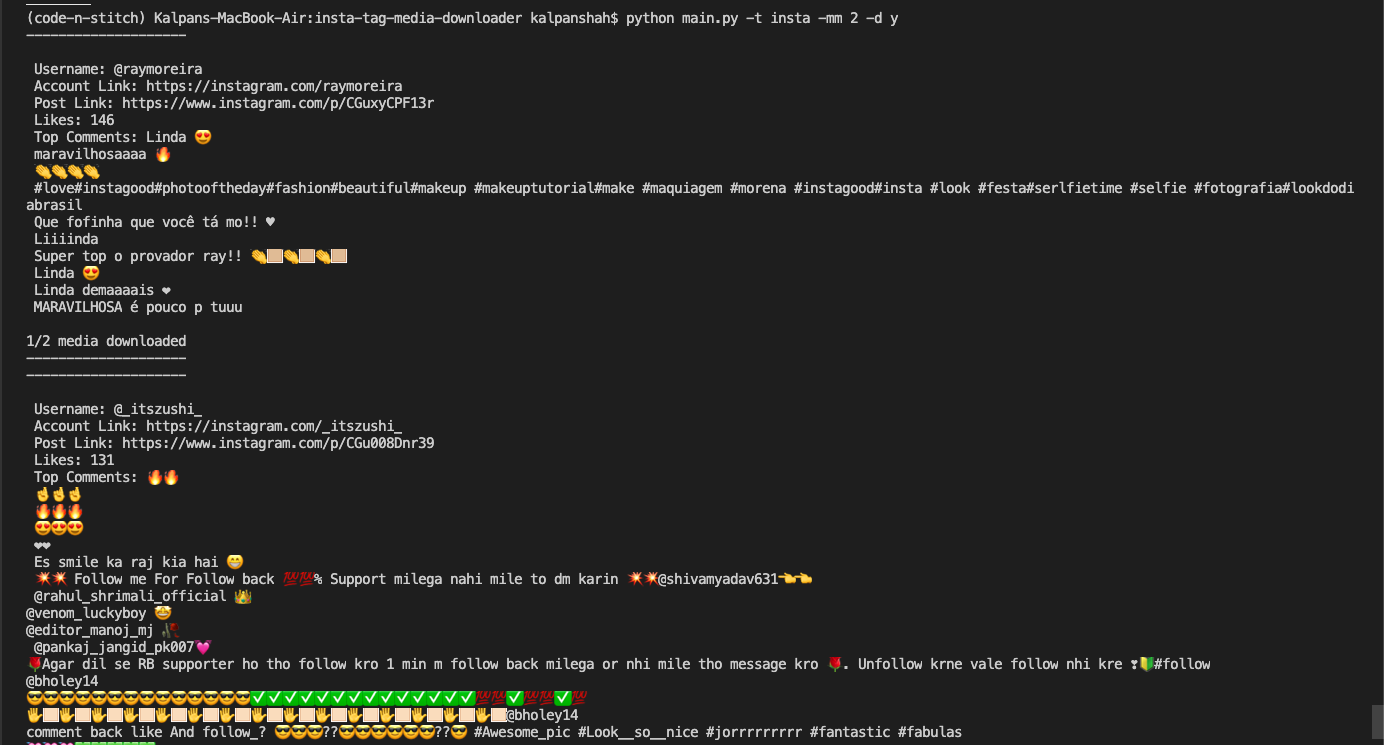 (code-n-stitch) Kalpans-MacBook-Air:insta-tag-media-downloader kalpanshah$ python main.py -t insta -mm 2 -d y
--------------------
Username: @raymoreira
Account Link: https://instagram.com/raymoreira
Post Link: https://www.instagram.com/p/CGuxyCPF13r
Likes: 146
Top Comments: Linda 😍
maravilhosaaaa 🔥
👏👏👏👏
#love#instagood#photooftheday#fashion#beautiful#makeup #makeuptutorial#make #maquiagem #morena #instagood#insta #look #festa#serlfietime #selfie #fotografia#lookdodi
abrasil
Que fofinha que você tá mo!! ♥
Liiiinda
Super top o provador ray!! 👏🏼👏🏼👏🏼
Linda 😍
Linda demaaaais ❤
MARAVILHOSA é pouco p tuuu
1/2 media downloaded
--------------------
--------------------
Username: @_itszushi_
Account Link: https://instagram.com/_itszushi_
Post Link: https://www.instagram.com/p/CGu008Dnr39
Likes: 131
Top Comments: 🔥🔥
☝☝☝
🔥🔥🔥
😍😍😍
❤❤
Es smile ka raj kia hai 😁
💥💥 Follow me For Follow back 💯💯% Support milega nahi mile to dm karin 💥💥@shivamyadav631👈👈
@rahul_shrimali_official 👑
@venom_luckyboy 🤩
@editor_manoj_mj 🥀
@pankaj_jangid_pk007💓
🌹Agar dil se RB supporter ho tho follow kro 1 min m follow back milega or nhi mile tho message kro 🌹. Unfollow krne vale follow nhi kre ❣🔰#follow
@bholey14
😎😎😎😎😎😎😎😎😎😎😎😎😎😎✅✅✅✅✅✅✅✅✅✅✅✅✅✅💯💯✅💯💯✅💯
🖐🏻🖐🏻🖐🏻🖐🏻🖐🏻🖐🏻🖐🏻🖐🏻🖐🏻🖐🏻🖐🏻🖐🏻🖐🏻🖐🏻🖐🏻@bholey14
comment back like And follow_? 😎😎😎??😎😎😎😎😎😎??😎 #Awesome_pic #Look__so__nice #jorrrrrrrrr #fantastic #fabulas